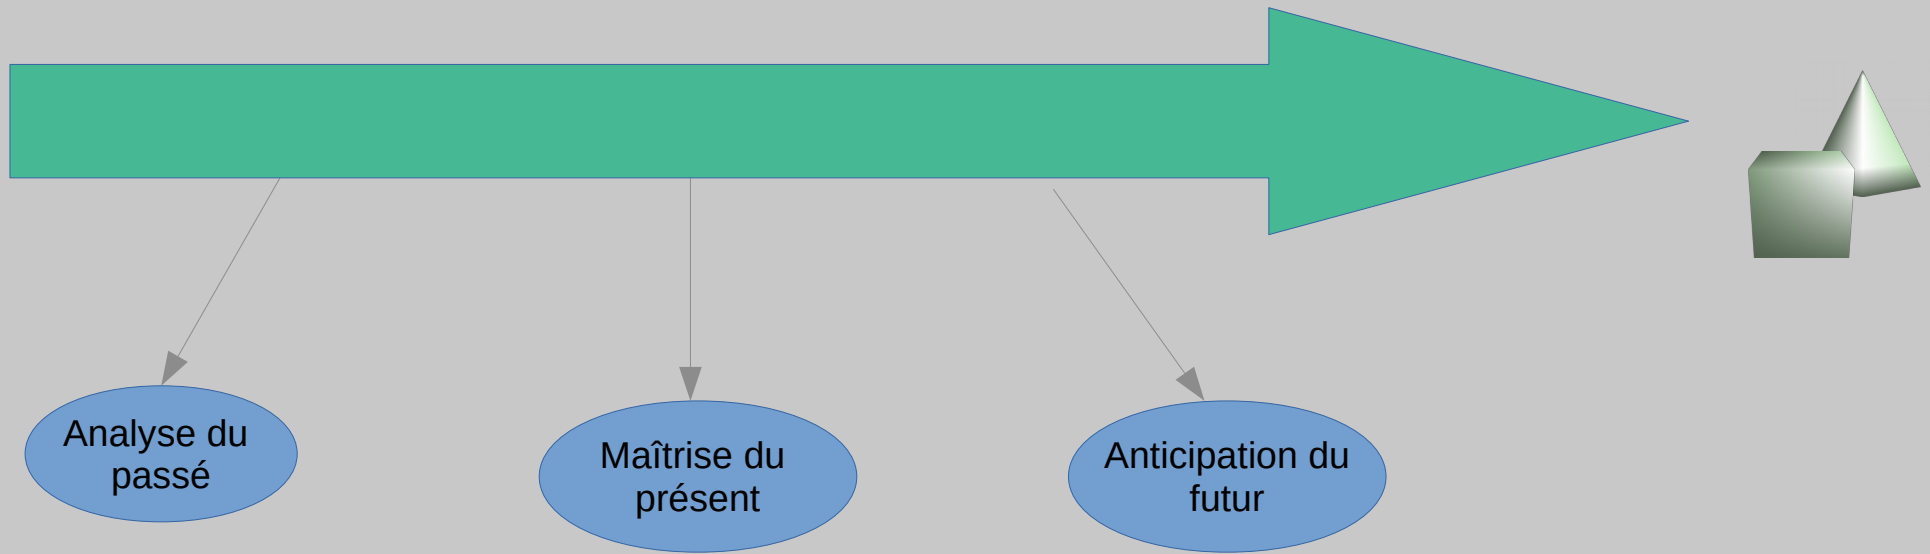 Analyse du
passé
Maîtrise du
présent
Anticipation du
futur